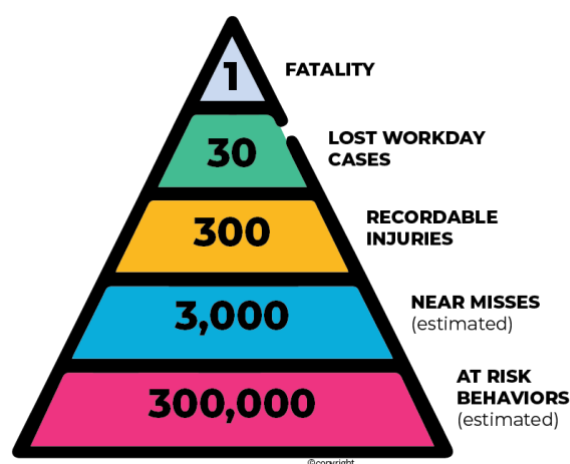 1
FATALITY
30
LOST WORKDAY
CASES
300
RECORDABLE
INJURIES
3,000
NEAR MISSES
(estimated)
300,000
AT RISK
BEHAVIORS
(estimated)
©copyright